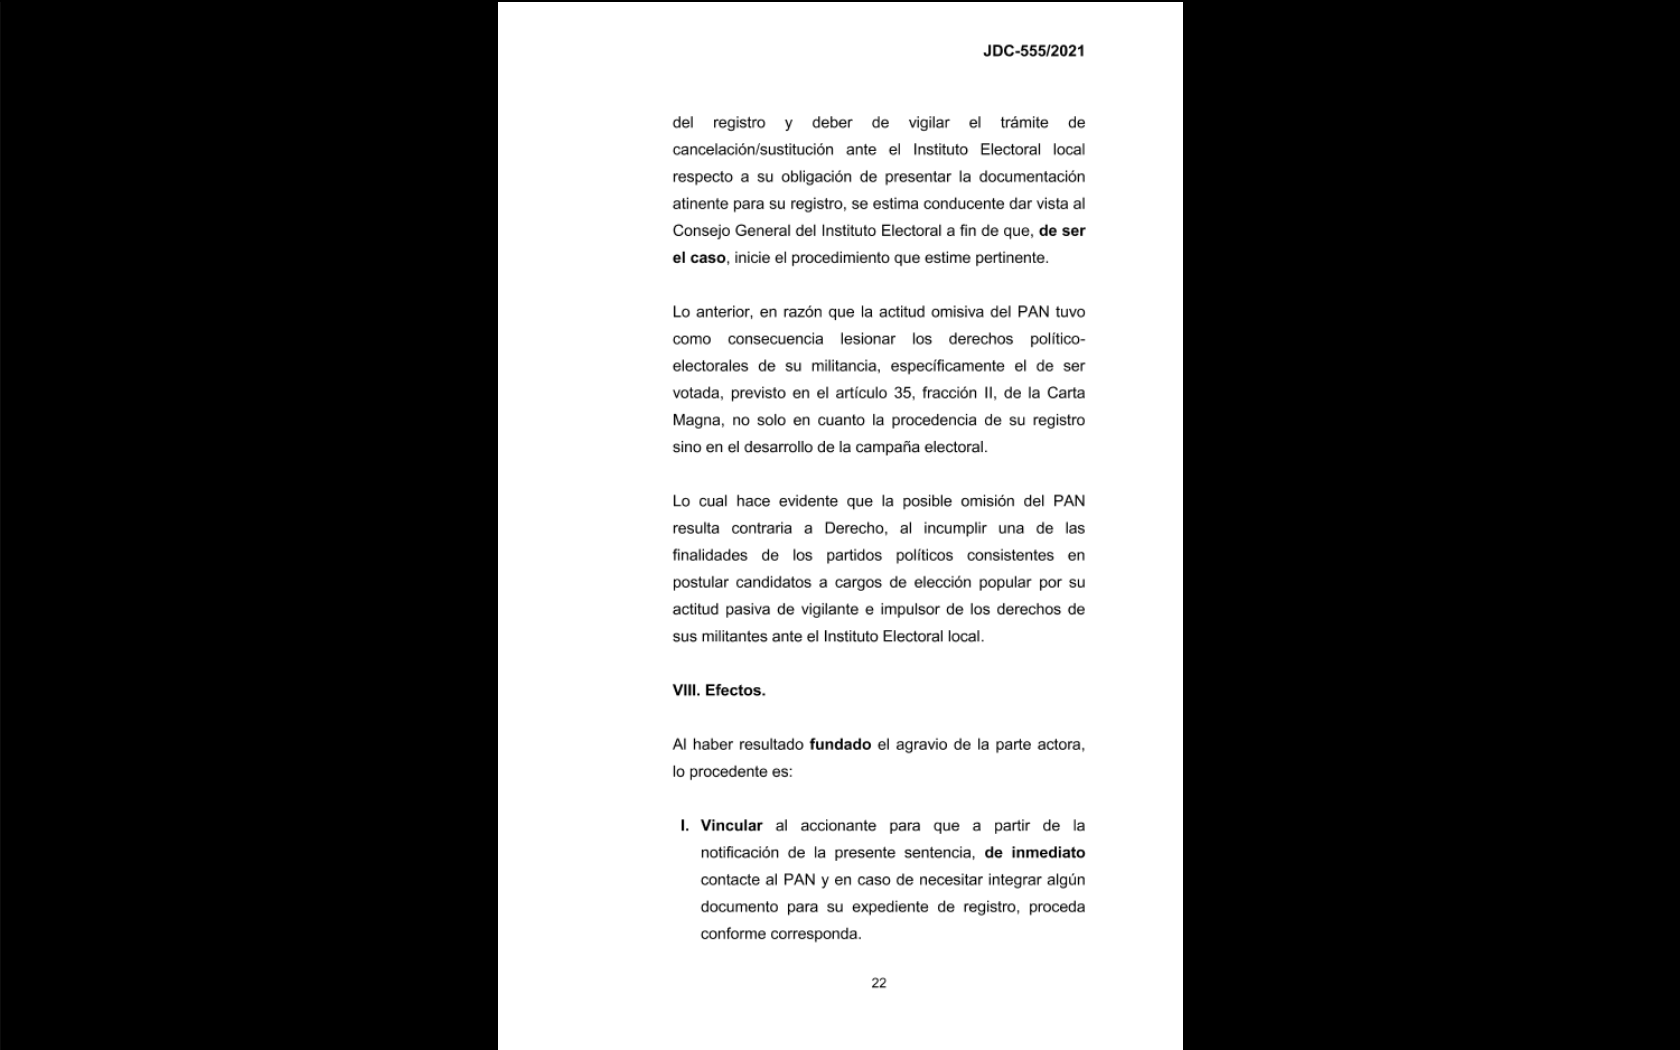 JDC-555/2021
del registro y deber de vigilar el trámite de
cancelación/sustitución ante el Instituto Electoral local
respecto a su obligación de presentar la documentación
atinente para su registro, se estima conducente dar vista al
Consejo General del Instituto Electoral a fin de que, de ser
el caso, inicie el procedimiento que estime pertinente.
Lo anterior, en razón que la actitud omisiva del PAN tuvo
como consecuencia lesionar los derechos político-
electorales de su militancia, específicamente el de ser
votada, previsto en el artículo 35, fracción II, de la Carta
Magna, no solo en cuanto la procedencia de su registro
sino en el desarrollo de la campaña electoral.
Lo cual hace evidente que la posible omisión del PAN
resulta contraria a Derecho, al incumplir una de las
finalidades de los partidos políticos consistentes en
postular candidatos a cargos de elección popular por su
actitud pasiva de vigilante e impulsor de los derechos de
sus militantes ante el Instituto Electoral local.
VIII. Efectos.
Al haber resultado fundado el agravio de la parte actora,
lo procedente es:
I. Vincular al accionante para que a partir de la
notificación de la presente sentencia, de inmediato
contacte al PAN y en caso de necesitar integrar algún
documento para su expediente de registro, proceda
conforme corresponda.
22